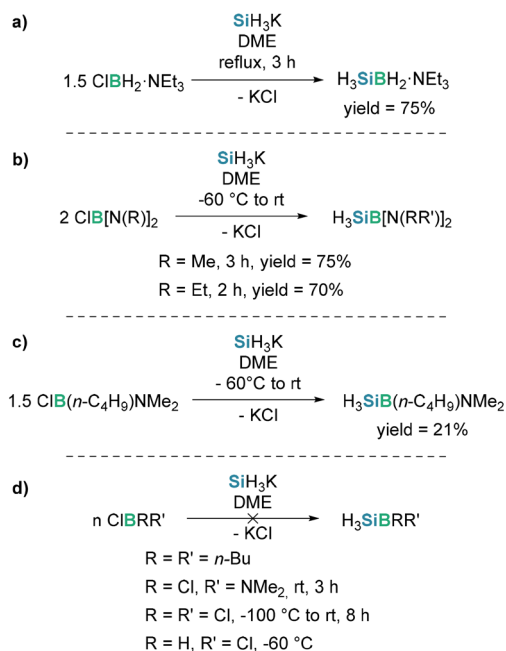 a)
SiH₃K
DME
reflux, 3 h
1.5 ClBH₂·NEt₃
- KCl
H₃SiBH₂·NEt₃
yield = 75%
b)
SiH₃K
DME
-60 °C to rt
2 ClB[N(R)]₂
- KCl
H₃SiB[N(RR')]₂
R = Me, 3 h, yield = 75%
R = Et, 2 h, yield = 70%
c)
SiH₃K
DME
- 60°C to rt
1.5 ClB(n-C₄H₉)NMe₂
- KCl
H₃SiB(n-C₄H₉)NMe₂
yield = 21%
d)
SiH₃K
DME
n ClBRR'
- KCl
H₃SiBRR'
R = R' = n-Bu
R = Cl, R' = NMe₂, rt, 3 h
R = R' = Cl, -100 °C to rt, 8 h
R = H, R' = Cl, -60 °C